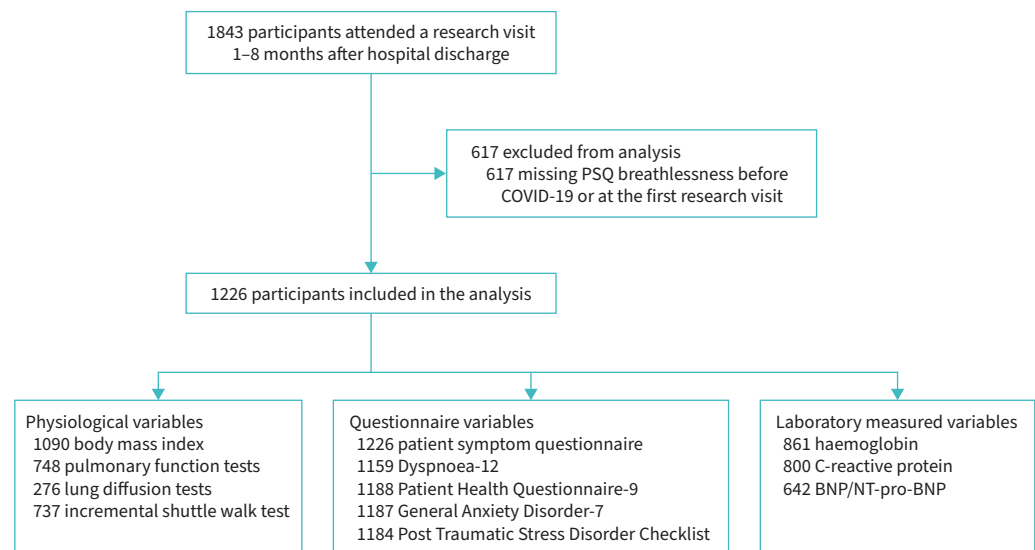 1843 participants attended a research visit
1–8 months after hospital discharge
617 excluded from analysis
617 missing PSQ breathlessness before
COVID-19 or at the first research visit
1226 participants included in the analysis
Physiological variables
1090 body mass index
748 pulmonary function tests
276 lung diffusion tests
737 incremental shuttle walk test
Questionnaire variables
1226 patient symptom questionnaire
1159 Dyspnoea-12
1188 Patient Health Questionnaire-9
1187 General Anxiety Disorder-7
1184 Post Traumatic Stress Disorder Checklist
Laboratory measured variables
861 haemoglobin
800 C-reactive protein
642 BNP/NT-pro-BNP